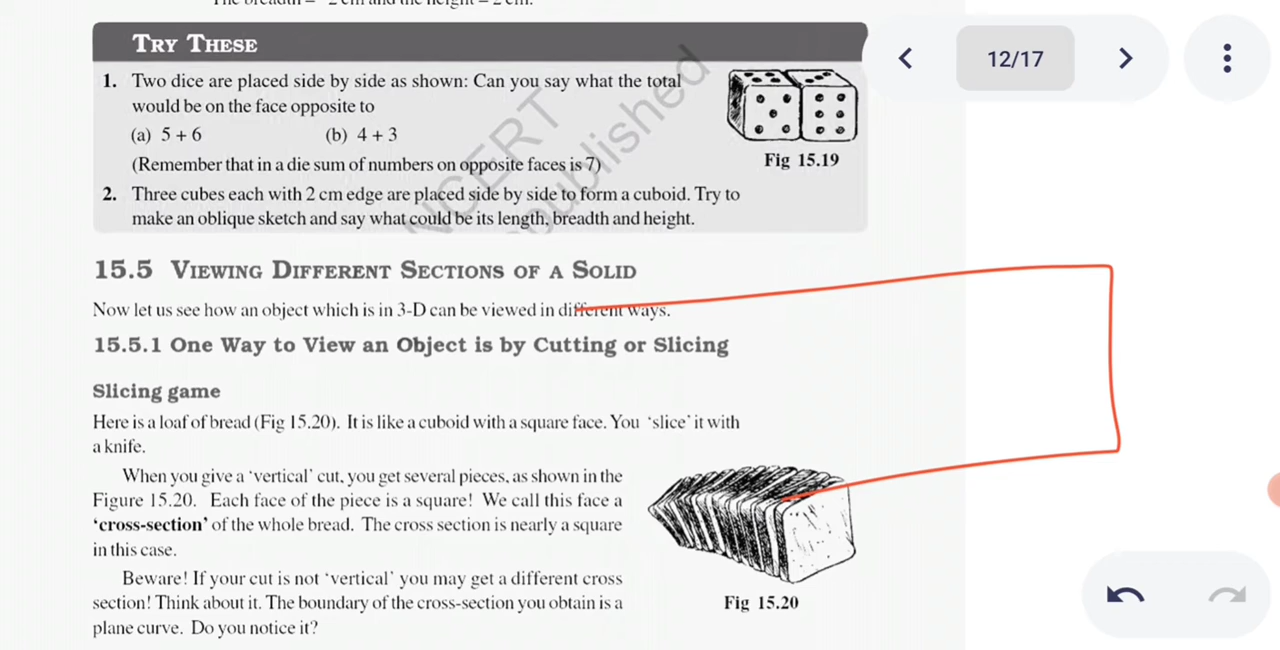 TRY THESE
12/17
1. Two dice are placed side by side as shown: Can you say what the total
would be on the face opposite to
(a) 5 + 6 (b) 4 + 3
(Remember that in a die sum of numbers on opposite faces is 7)
Fig 15.19
2. Three cubes each with 2 cm edge are placed side by side to form a cuboid. Try to
make an oblique sketch and say what could be its length, breadth and height.
NCERT
published
15.5 VIEWING DIFFERENT SECTIONS OF A SOLID
Now let us see how an object which is in 3-D can be viewed in different ways.
15.5.1 One Way to View an Object is by Cutting or Slicing
Slicing game
Here is a loaf of bread (Fig 15.20). It is like a cuboid with a square face. You ‘slice’ it with
a knife.
When you give a ‘vertical’ cut, you get several pieces, as shown in the
Figure 15.20. Each face of the piece is a square! We call this face a
‘cross-section’ of the whole bread. The cross section is nearly a square
in this case.
Beware! If your cut is not ‘vertical’ you may get a different cross
section! Think about it. The boundary of the cross-section you obtain is a
plane curve. Do you notice it?
Fig 15.20